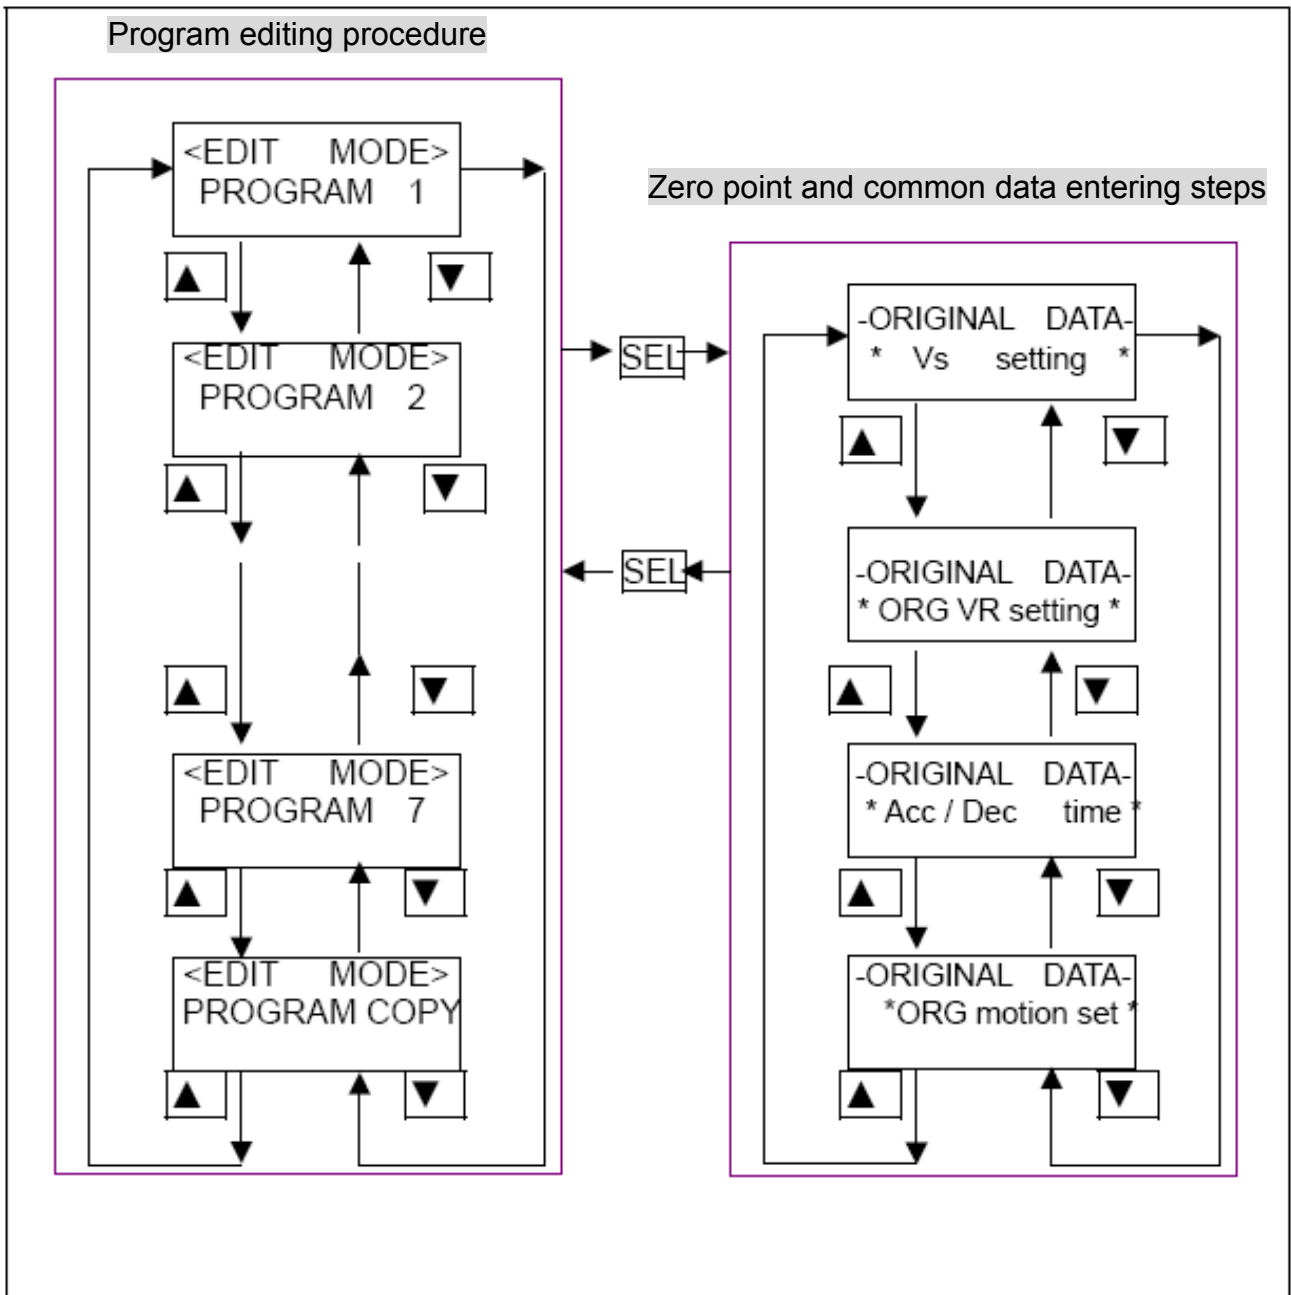 Program editing procedure
<EDIT MODE>
PROGRAM 1
▲ ▼
<EDIT MODE>
PROGRAM 2
▲ ▼
▲ ▼
<EDIT MODE>
PROGRAM 7
▲ ▼
<EDIT MODE>
PROGRAM COPY
▲ ▼
SEL
SEL
Zero point and common data entering steps
-ORIGINAL DATA-
* Vs setting *
▲ ▼
-ORIGINAL DATA-
* ORG VR setting *
▲ ▼
-ORIGINAL DATA-
* Acc / Dec time *
▲ ▼
-ORIGINAL DATA-
*ORG motion set *
▲ ▼